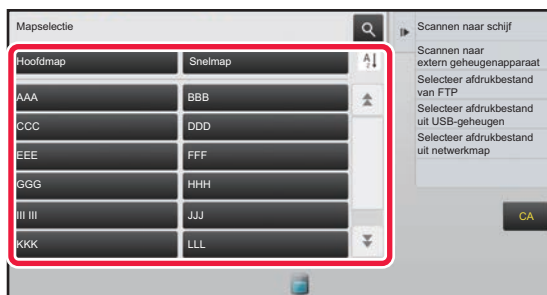 Mapselectie
Hoofdmap
Snelmap
AAA
BBB
CCC
DDD
EEE
FFF
GGG
HHH
III III
JJJ
KKK
LLL
Scannen naar schijf
Scannen naar
extern geheugenapparaat
Selecteer afdrukbestand
van FTP
Selecteer afdrukbestand
uit USB-geheugen
Selecteer afdrukbestand
uit netwerkmap
CA